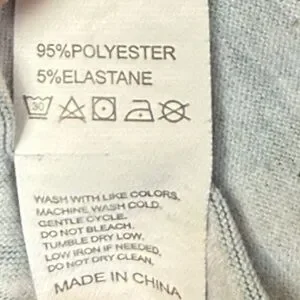 95%POLYESTER
5%ELASTANE
30
WASH WITH LIKE COLORS,
MACHINE WASH COLD,
GENTLE CYCLE.
DO NOT BLEACH.
TUMBLE DRY LOW,
LOW IRON IF NEEDED,
DO NOT DRY CLEAN.
MADE IN CHINA